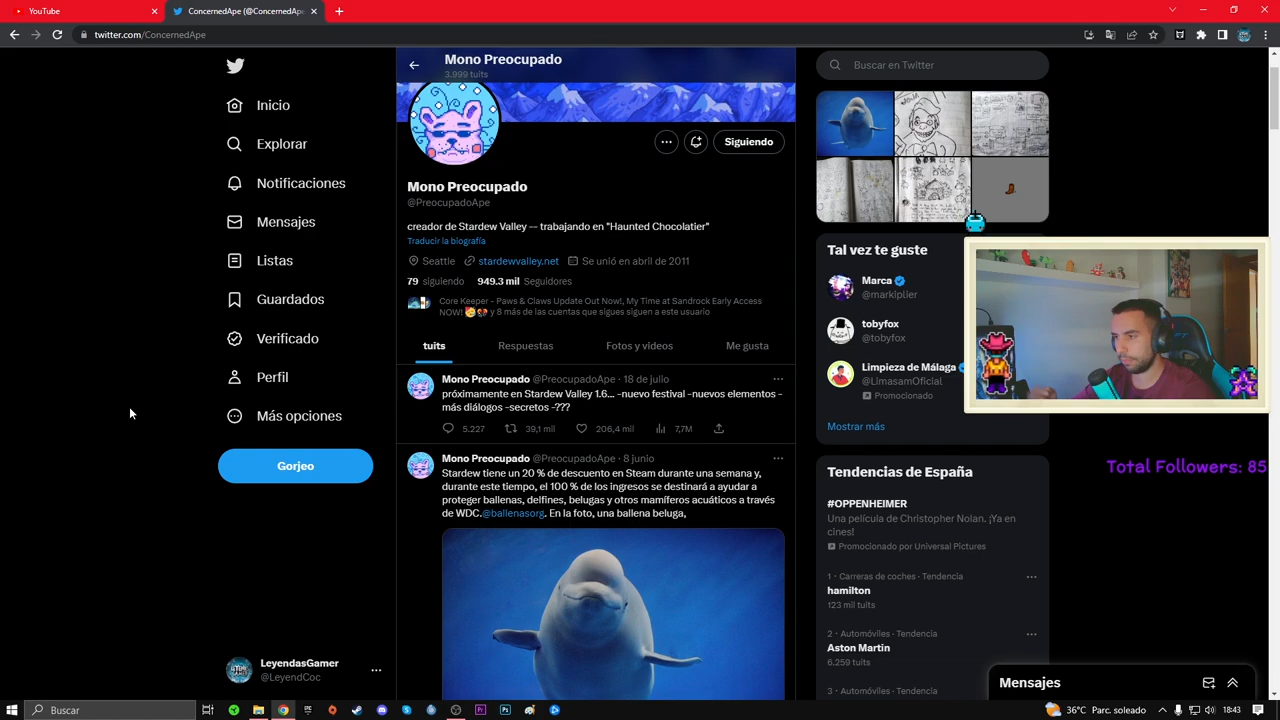 YouTube
ConcernedApe (@ConcernedApe
twitter.com/ConcernedApe
Mono Preocupado
3.999 tuits
Buscar en Twitter
Inicio
Explorar
Notificaciones
Mensajes
Listas
Guardados
Verificado
Perfil
Más opciones
Gorjeo
LeyendasGamer
@LeyendCoc
Siguiendo
Mono Preocupado
@PreocupadoApe
creador de Stardew Valley -- trabajando en "Haunted Chocolatier"
Traducir la biografía
Seattle stardewvalley.net Se unió en abril de 2011
79 siguiendo 949.3 mil Seguidores
Core Keeper - Paws & Claws Update Out Now!, My Time at Sandrock Early Access
NOW! y 8 más de las cuentas que sigues siguen a este usuario
tuits Respuestas Fotos y videos Me gusta
Mono Preocupado @PreocupadoApe · 18 de julio
próximamente en Stardew Valley 1.6... -nuevo festival -nuevos elementos -
más diálogos -secretos -???
5.227 39,1 mil 206,4 mil 7,7M
Mono Preocupado @PreocupadoApe · 8 junio
Stardew tiene un 20 % de descuento en Steam durante una semana y,
durante este tiempo, el 100 % de los ingresos se destinará a ayudar a
proteger ballenas, delfines, belugas y otros mamíferos acuáticos a través
de WDC.@ballenasorg. En la foto, una ballena beluga,
Tal vez te guste
Marca
@markiplier
tobyfox
@tobyfox
Limpieza de Málaga
@LimasamOficial
Promocionado
Mostrar más
Total Followers: 85
Tendencias de España
#OPPENHEIMER
Una película de Christopher Nolan. ¡Ya en
cines!
Promocionado por Universal Pictures
1 · Carreras de coches · Tendencia
hamilton
123 mil tuits
2 · Automóviles · Tendencia
Aston Martin
6.259 tuits
3 · Automóviles · Tendencia
Mensajes
Buscar
36°C Parc. soleado
18:43